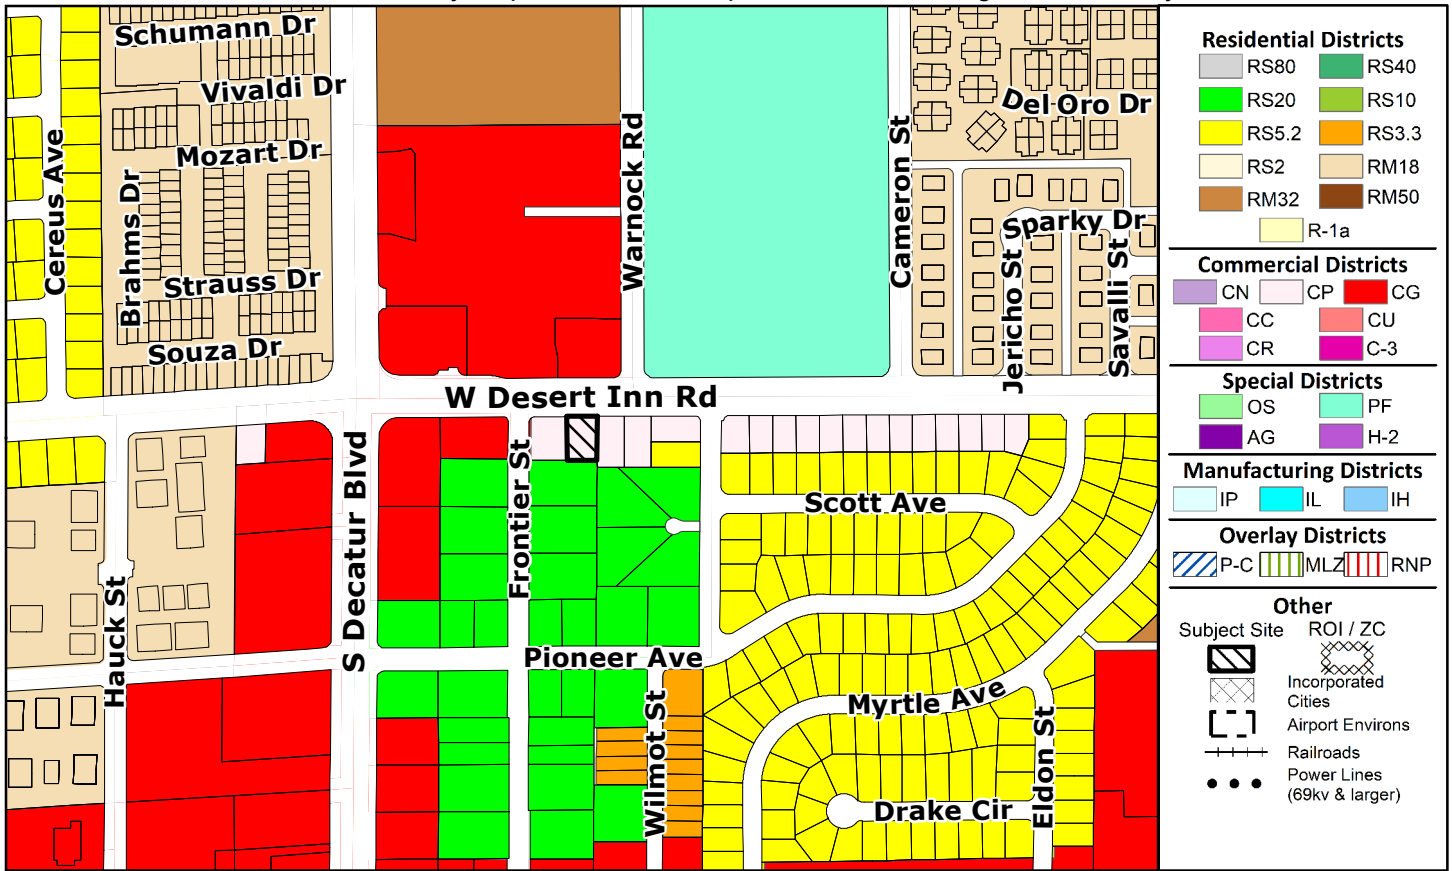 Schumann Dr
Vivaldi Dr
Mozart Dr
Cereus Ave
Brahms Dr
Strauss Dr
Souza Dr
Warnock Rd
Cameron St
Del Oro Dr
Sparky Dr
Jericho St
Savalli St
W Desert Inn Rd
S Decatur Blvd
Frontier St
Scott Ave
Hauck St
Pioneer Ave
Wilmot St
Myrtle Ave
Eldon St
Drake Cir
Residential Districts
RS80 RS40
RS20 RS10
RS5.2 RS3.3
RS2 RM18
RM32 RM50
R-1a
Commercial Districts
CN CP CG
CC CU
CR C-3
Special Districts
OS PF
AG H-2
Manufacturing Districts
IP IL IH
Overlay Districts
P-C MLZ RNP
Other
Subject Site ROI / ZC
Incorporated
Cities
Airport Environs
Railroads
Power Lines
(69kv & larger)